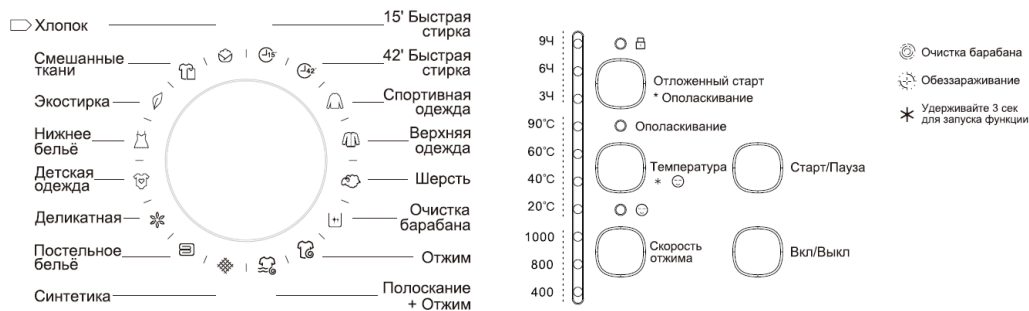 Хлопок
Смешанные
ткани
Экостирка
Нижнее
бельё
Детская
одежда
Деликатная
Постельное
бельё
Синтетика
15' Быстрая
стирка
42' Быстрая
стирка
Спортивная
одежда
Верхняя
одежда
Шерсть
Очистка
барабана
Отжим
Полоскание
+ Отжим
15'
42'
9Ч
6Ч
3Ч
90°C
60°C
40°C
20°C
1000
800
400
Отложенный старт
* Ополаскивание
Ополаскивание
Температура
*
Скорость
отжима
Старт/Пауза
Вкл/Выкл
Очистка барабана
Обеззараживание
* Удерживайте 3 сек
для запуска функции